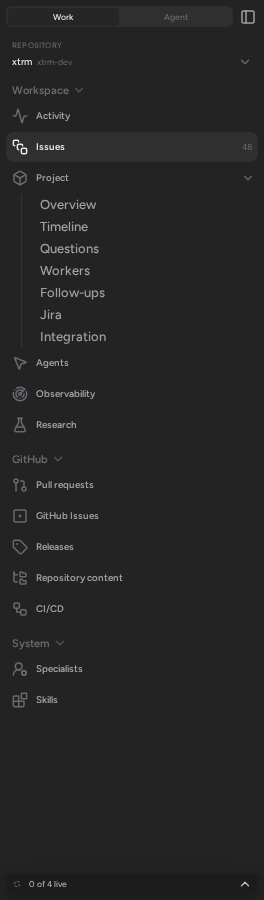 Work
Agent
REPOSITORY
xtrm xtrm-dev
Workspace
Activity
Issues 48
Project
Overview
Timeline
Questions
Workers
Follow-ups
Jira
Integration
Agents
Observability
Research
GitHub
Pull requests
GitHub Issues
Releases
Repository content
CI/CD
System
Specialists
Skills
0 of 4 live